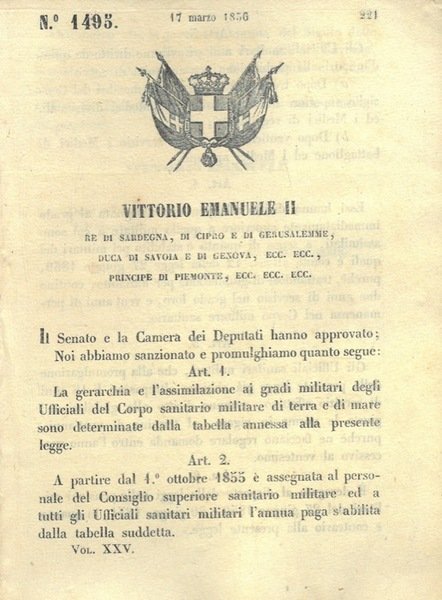 N.° 1495.
17 marzo 1856
221
VITTORIO EMANUELE II
RE DI SARDEGNA, DI CIPRO E DI GERUSALEMME,
DUCA DI SAVOIA E DI GENOVA, ECC. ECC.,
PRINCIPE DI PIEMONTE, ECC. ECC. ECC.
Il Senato e la Camera dei Deputati hanno approvato;
Noi abbiamo sanzionato e promulghiamo quanto segue:
Art. 1.
La gerarchia e l'assimilazione ai gradi militari degli
Uffiziali del Corpo sanitario militare di terra e di mare
sono determinate dalla tabella annessa alla presente
legge.
Art. 2.
A partire dal 1.° ottobre 1855 è assegnata al perso-
nale del Consiglio superiore sanitario militare ed a
tutti gli Uffiziali sanitari militari l'annua paga stabilita
dalla tabella suddetta.
VOL. XXV.